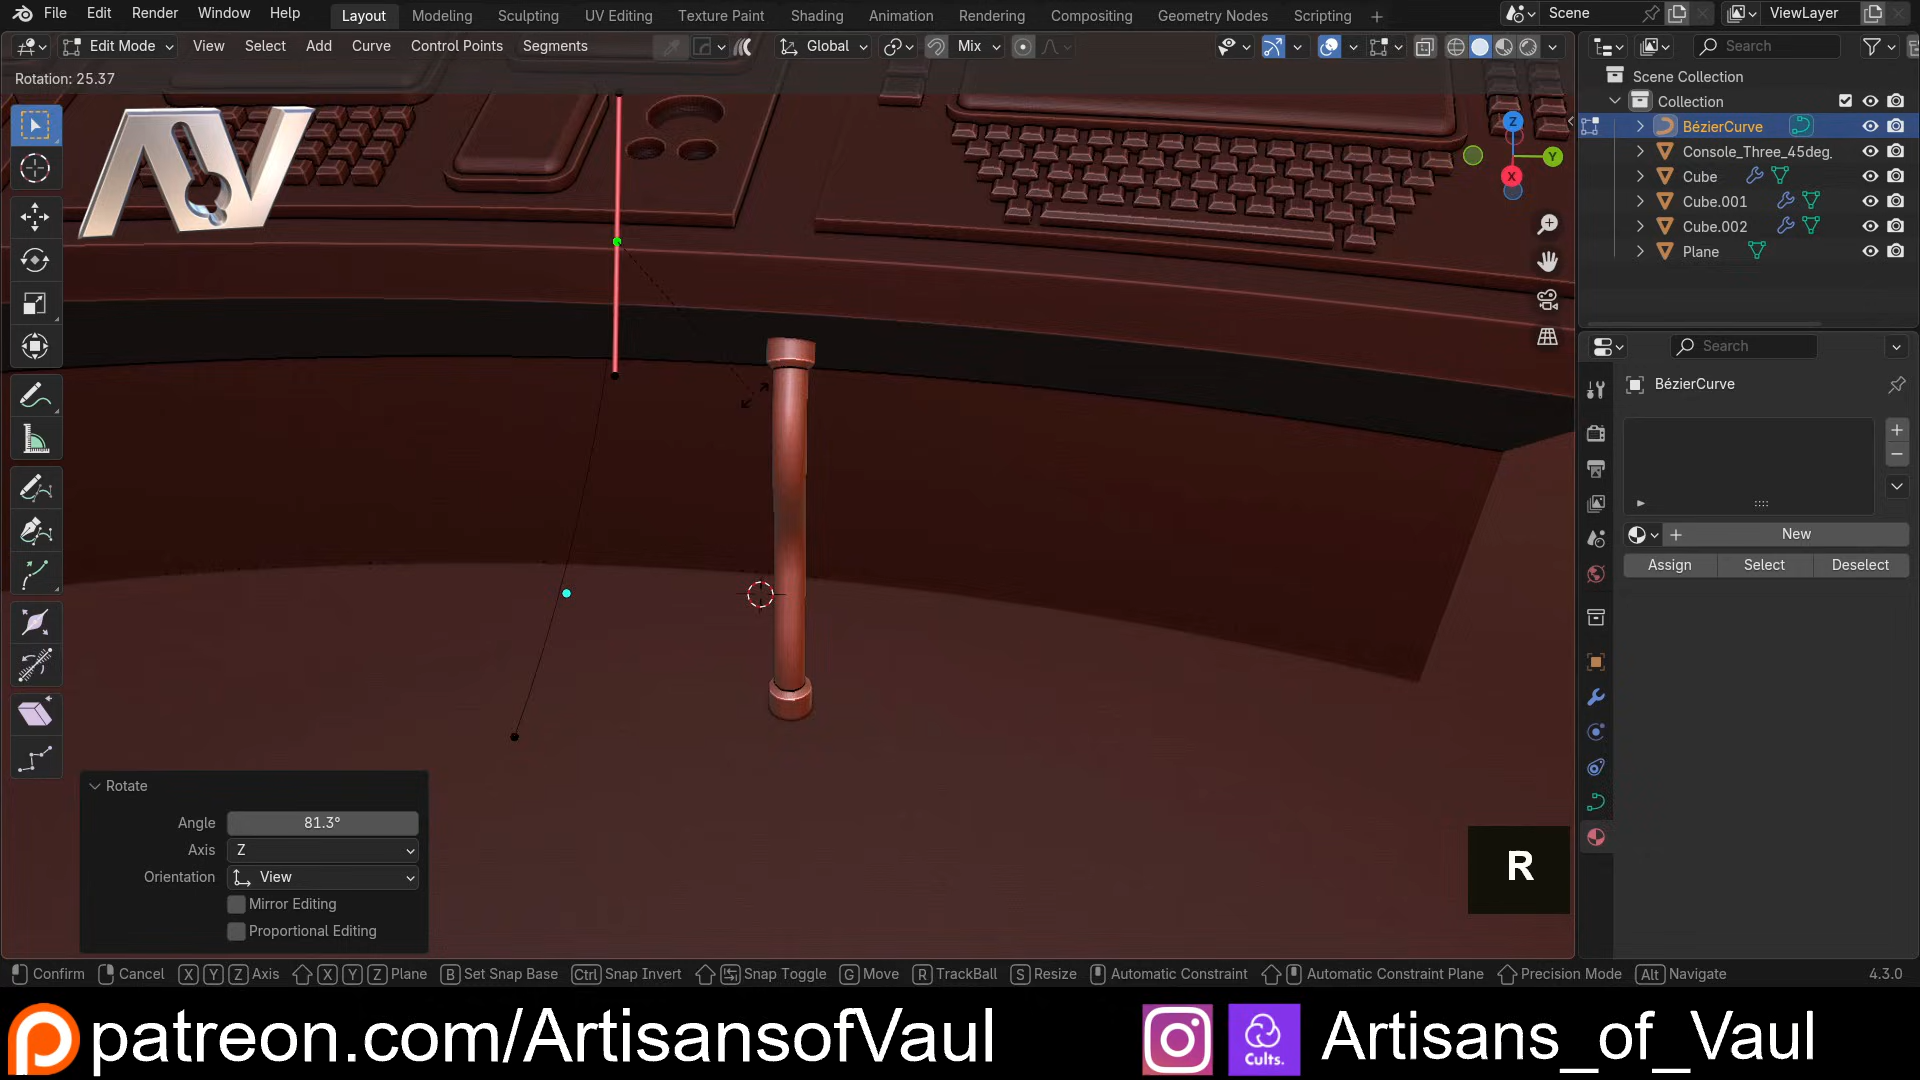 File Edit Render Window Help Layout Modeling Sculpting UV Editing Texture Paint Shading Animation Rendering Compositing Geometry Nodes Scripting + Scene ViewLayer
Edit Mode View Select Add Curve Control Points Segments Global Mix Search
Rotation: 25.37
Scene Collection
Collection
BézierCurve
Console_Three_45deg_
Cube
Cube.001
Cube.002
Plane
Z
Y
X
AV
Search
BézierCurve
New
Assign Select Deselect
Rotate
Angle 81.3°
Axis Z
Orientation View
Mirror Editing
Proportional Editing
R
Confirm Cancel X Y Z Axis X Y Z Plane B Set Snap Base Ctrl Snap Invert Snap Toggle G Move R TrackBall S Resize Automatic Constraint Automatic Constraint Plane Precision Mode Alt Navigate 4.3.0
patreon.com/ArtisansofVaul Cults. Artisans_of_Vaul